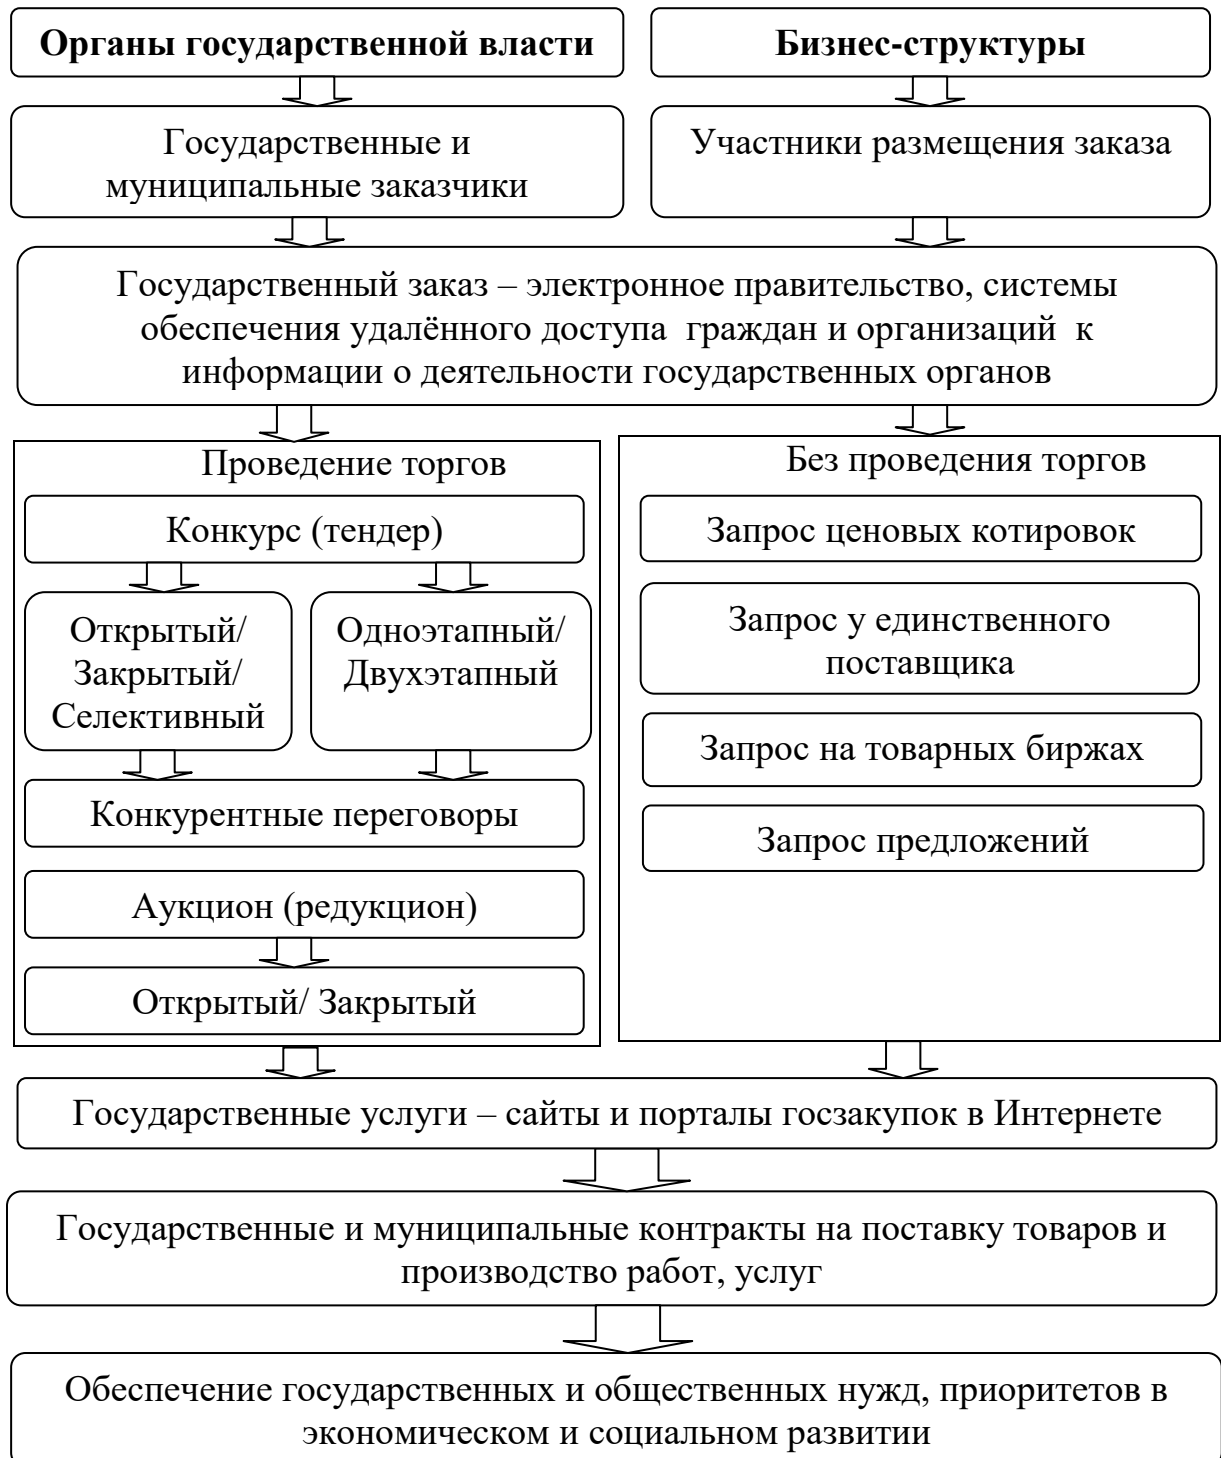 Органы государственной власти
Бизнес-структуры
Государственные и
муниципальные заказчики
Участники размещения заказа
Государственный заказ – электронное правительство, системы
обеспечения удалённого доступа граждан и организаций к
информации о деятельности государственных органов
Проведение торгов
Конкурс (тендер)
Открытый/
Закрытый/
Селективный
Одноэтапный/
Двухэтапный
Конкурентные переговоры
Аукцион (редукцион)
Открытый/ Закрытый
Без проведения торгов
Запрос ценовых котировок
Запрос у единственного
поставщика
Запрос на товарных биржах
Запрос предложений
Государственные услуги – сайты и порталы госзакупок в Интернете
Государственные и муниципальные контракты на поставку товаров и
производство работ, услуг
Обеспечение государственных и общественных нужд, приоритетов в
экономическом и социальном развитии